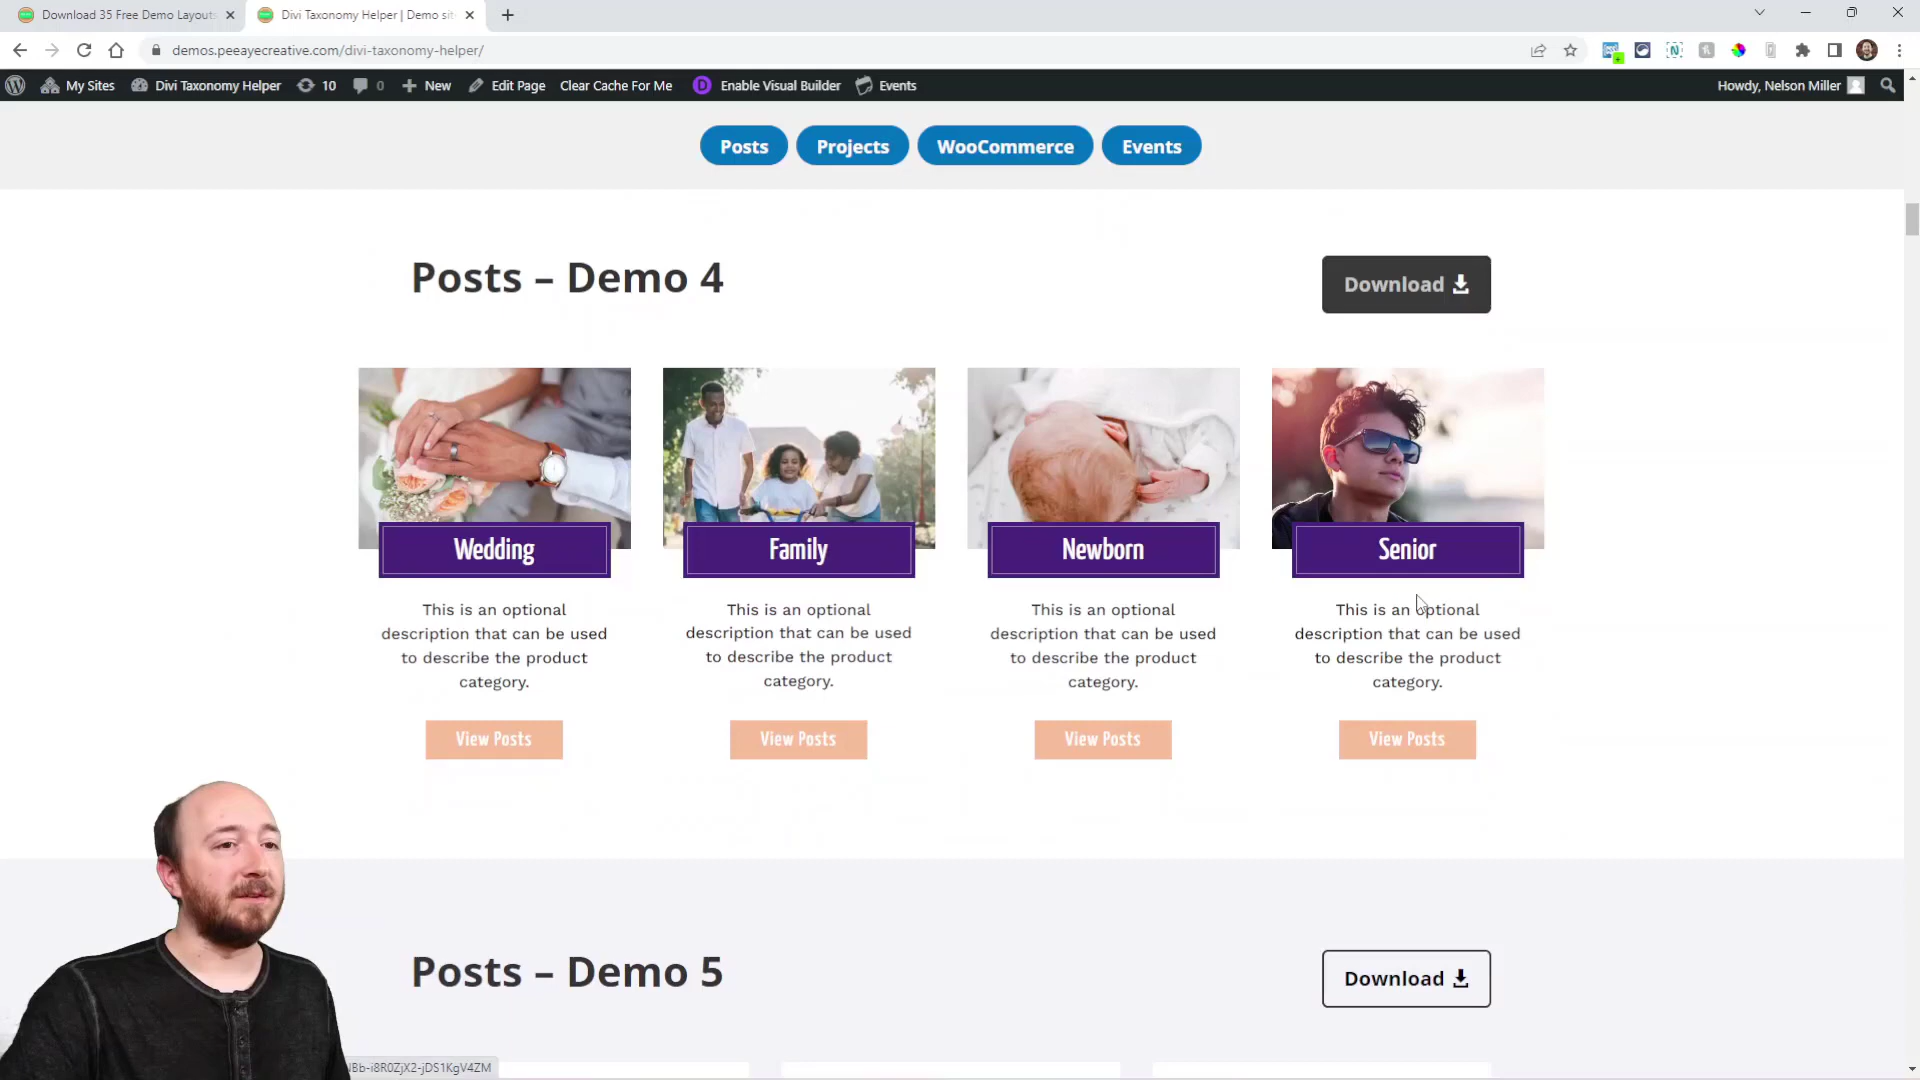 Download 35 Free Demo Layouts
Divi Taxonomy Helper | Demo sit
demos.peeayecreative.com/divi-taxonomy-helper/
My Sites
Divi Taxonomy Helper
10
0
New
Edit Page
Clear Cache For Me
Enable Visual Builder
Events
Howdy, Nelson Miller
Posts
Projects
WooCommerce
Events
Posts – Demo 4
Download
Wedding
This is an optional
description that can be used
to describe the product
category.
View Posts
Family
This is an optional
description that can be used
to describe the product
category.
View Posts
Newborn
This is an optional
description that can be used
to describe the product
category.
View Posts
Senior
This is an optional
description that can be used
to describe the product
category.
View Posts
Posts – Demo 5
Download